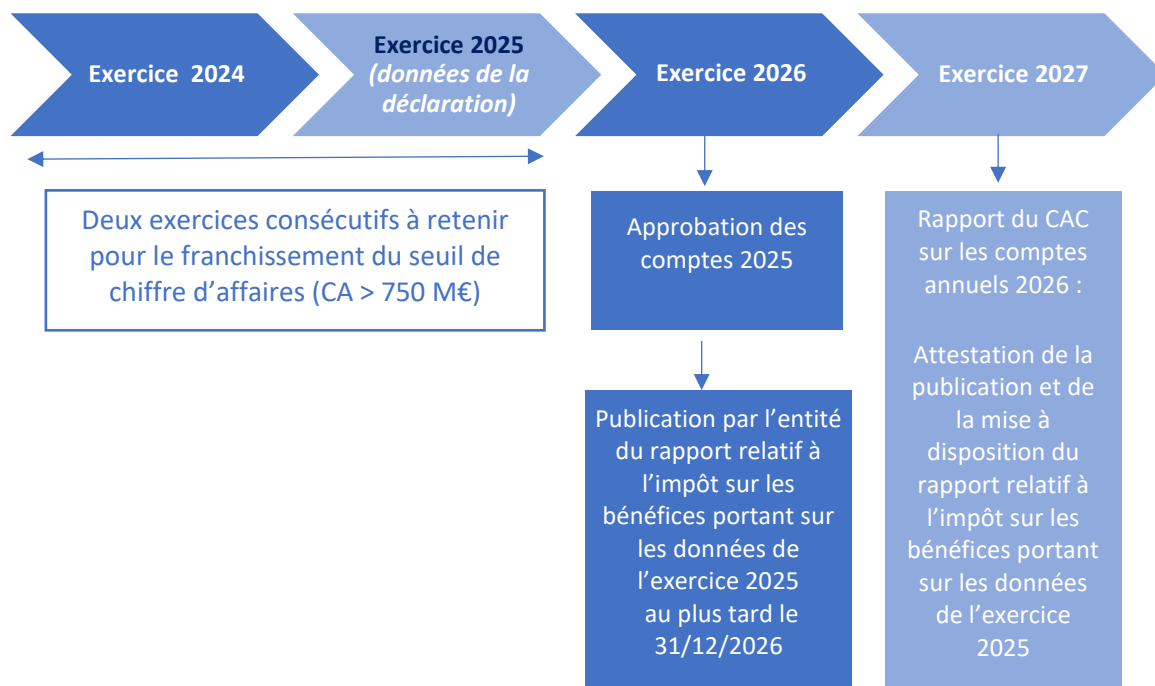 Exercice 2024
Exercice 2025
(données de la
déclaration)
Exercice 2026
Exercice 2027
Deux exercices consécutifs à retenir
pour le franchissement du seuil de
chiffre d’affaires (CA > 750 M€)
Approbation des
comptes 2025
Publication par l’entité
du rapport relatif à
l’impôt sur les
bénéfices portant sur
les données de
l’exercice 2025
au plus tard le
31/12/2026
Rapport du CAC
sur les comptes
annuels 2026 :
Attestation de la
publication et de
la mise à
disposition du
rapport relatif à
l’impôt sur les
bénéfices portant
sur les données
de l’exercice
2025